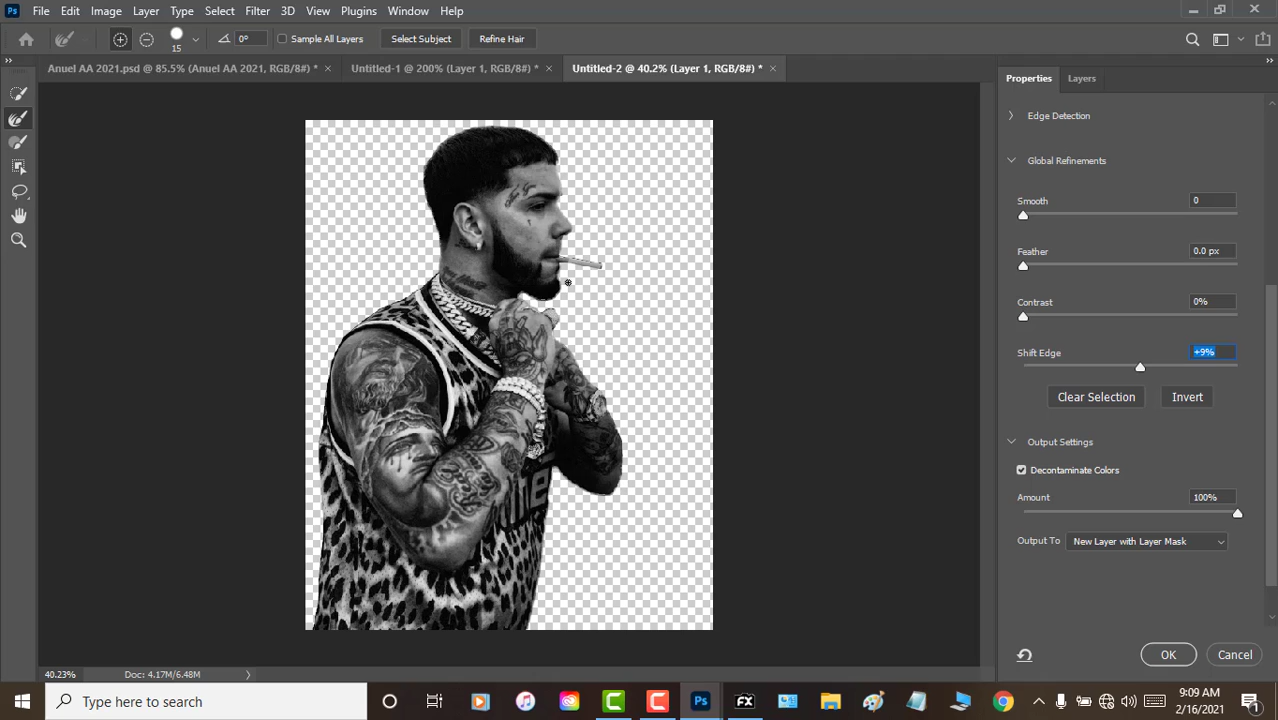 Ps File Edit Image Layer Type Select Filter 3D View Plugins Window Help
15 0° Sample All Layers Select Subject Refine Hair
Anuel AA 2021.psd @ 85.5% (Anuel AA 2021, RGB/8#) * × Untitled-1 @ 200% (Layer 1, RGB/8#) * × Untitled-2 @ 40.2% (Layer 1, RGB/8#) * ×
Properties Layers
Edge Detection
Global Refinements
Smooth 0
Feather 0.0 px
Contrast 0%
Shift Edge +9%
Clear Selection Invert
Output Settings
Decontaminate Colors
Amount 100%
Output To New Layer with Layer Mask
OK Cancel
40.23% Doc: 4.17M/6.48M
Type here to search
Ps FX
9:09 AM
2/16/2021
1